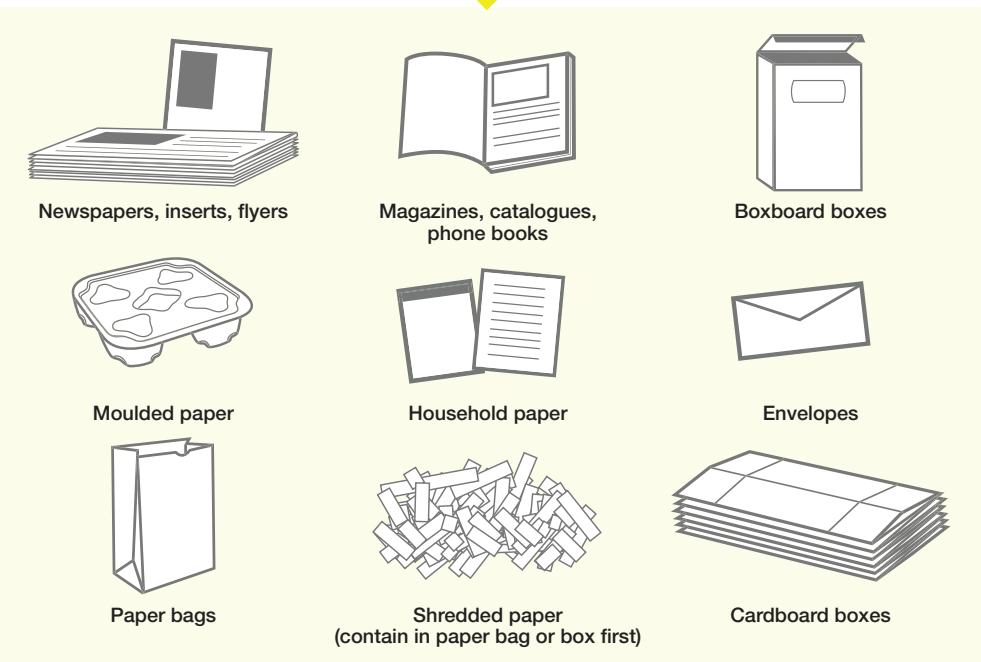 Newspapers, inserts, flyers
Magazines, catalogues,
phone books
Boxboard boxes
Moulded paper
Household paper
Envelopes
Paper bags
Shredded paper
(contain in paper bag or box first)
Cardboard boxes